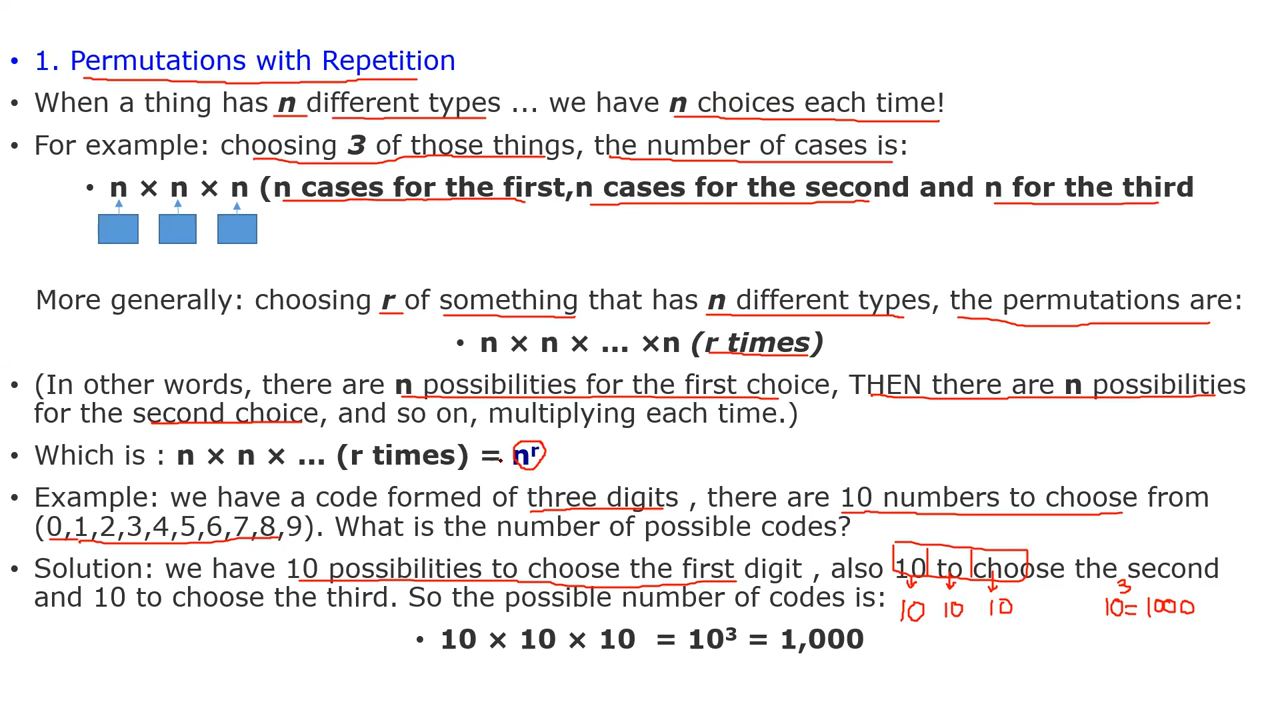 • 1. Permutations with Repetition
• When a thing has n different types ... we have n choices each time!
• For example: choosing 3 of those things, the number of cases is:
• n × n × n (n cases for the first,n cases for the second and n for the third
More generally: choosing r of something that has n different types, the permutations are:
• n × n × ... ×n (r times)
• (In other words, there are n possibilities for the first choice, THEN there are n possibilities
for the second choice, and so on, multiplying each time.)
• Which is : n × n × ... (r times) = nʳ
• Example: we have a code formed of three digits , there are 10 numbers to choose from
(0,1,2,3,4,5,6,7,8,9). What is the number of possible codes?
• Solution: we have 10 possibilities to choose the first digit , also 10 to choose the second
and 10 to choose the third. So the possible number of codes is:
10 10 10 10³= 1000
• 10 × 10 × 10 = 10³ = 1,000